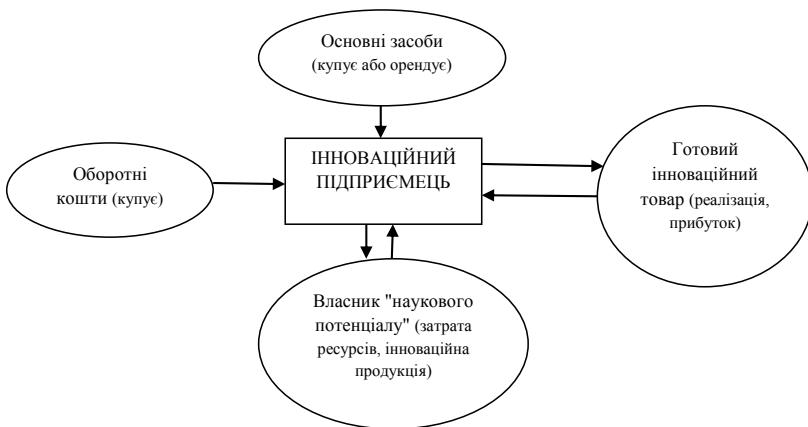 Основні засоби
(купує або орендує)
ІННОВАЦІЙНИЙ
ПІДПРИЄМЕЦЬ
Оборотні
кошти (купує)
Готовий
інноваційний
товар (реалізація,
прибуток)
Власник "наукового
потенціалу" (затрата
ресурсів, інноваційна
продукція)